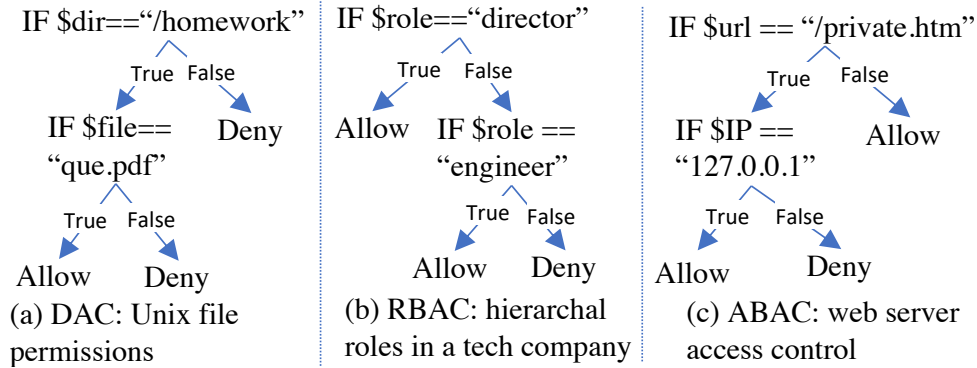 IF $dir==“/homework”
True False
IF $file==
“que.pdf”
Deny
True False
Allow Deny
(a) DAC: Unix file
permissions
IF $role==“director”
True False
Allow
IF $role ==
“engineer”
True False
Allow Deny
(b) RBAC: hierarchal
roles in a tech company
IF $url == “/private.htm”
True False
IF $IP ==
“127.0.0.1”
Allow
True False
Allow Deny
(c) ABAC: web server
access control